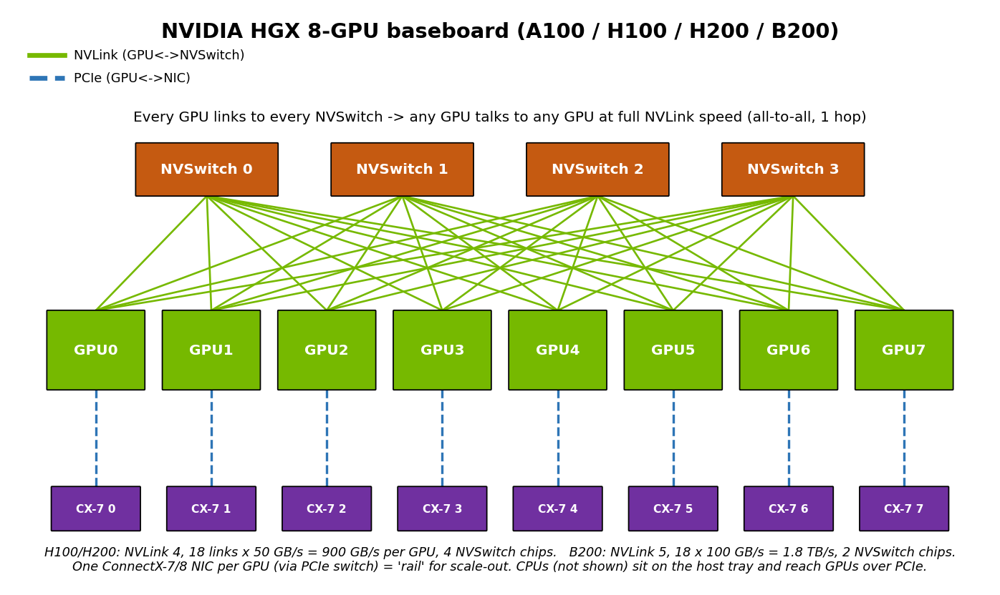 NVIDIA HGX 8-GPU baseboard (A100 / H100 / H200 / B200)
NVLink (GPU<->NVSwitch)
PCIe (GPU<->NIC)
Every GPU links to every NVSwitch -> any GPU talks to any GPU at full NVLink speed (all-to-all, 1 hop)
NVSwitch 0 NVSwitch 1 NVSwitch 2 NVSwitch 3
GPU0 GPU1 GPU2 GPU3 GPU4 GPU5 GPU6 GPU7
CX-7 0 CX-7 1 CX-7 2 CX-7 3 CX-7 4 CX-7 5 CX-7 6 CX-7 7
H100/H200: NVLink 4, 18 links x 50 GB/s = 900 GB/s per GPU, 4 NVSwitch chips. B200: NVLink 5, 18 x 100 GB/s = 1.8 TB/s, 2 NVSwitch chips.
One ConnectX-7/8 NIC per GPU (via PCIe switch) = 'rail' for scale-out. CPUs (not shown) sit on the host tray and reach GPUs over PCIe.